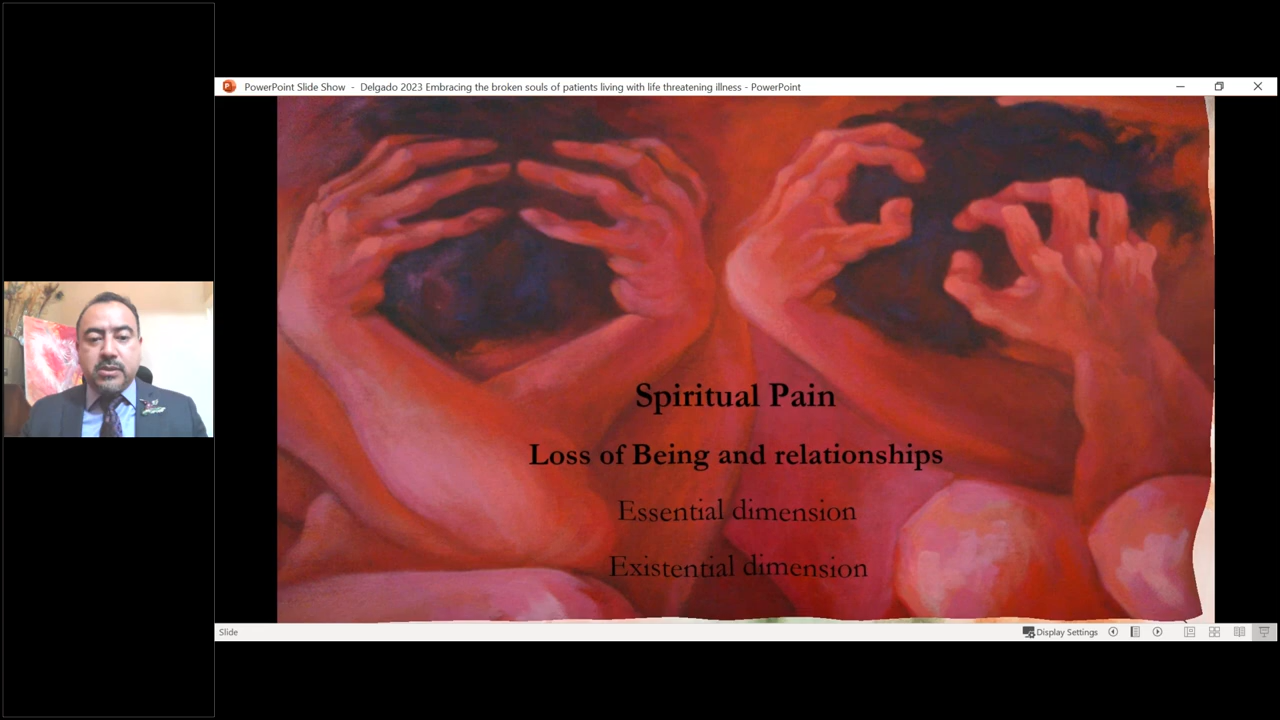 PowerPoint Slide Show - Delgado 2023 Embracing the broken souls of patients living with life threatening illness - PowerPoint
Spiritual Pain
Loss of Being and relationships
Essential dimension
Existential dimension
Slide
Display Settings